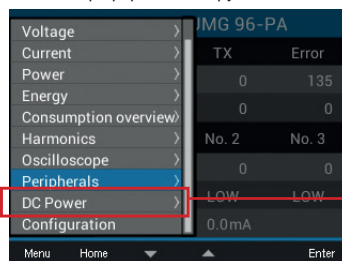 UMG 96-PA
Voltage
Current TX Error
Power 0 135
Energy 0 0
Consumption overview
Harmonics No. 2 No. 3
Oscilloscope 0 0
Peripherals
DC Power LOW LOW
Configuration 0.0mA
Menu Home Enter